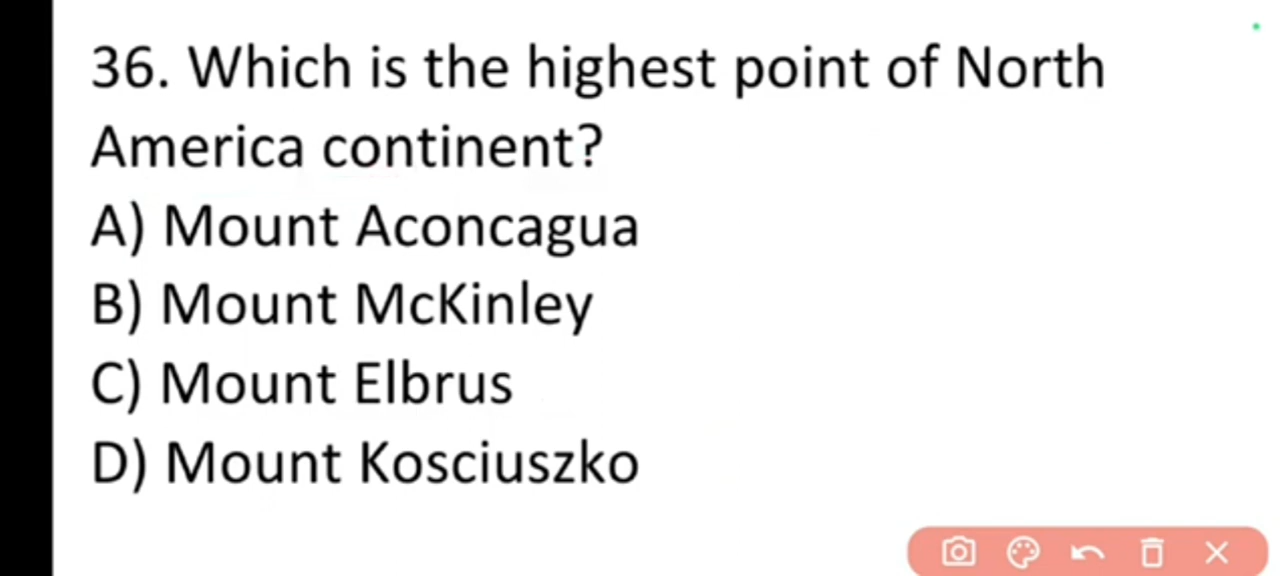 36. Which is the highest point of North
America continent?
A) Mount Aconcagua
B) Mount McKinley
C) Mount Elbrus
D) Mount Kosciuszko